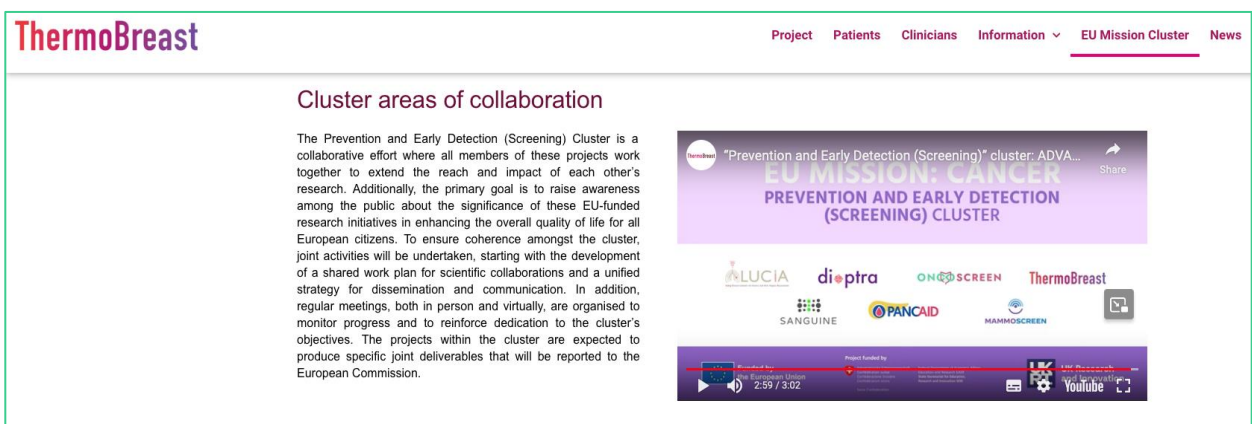 ThermoBreast
Project Patients Clinicians Information EU Mission Cluster News
Cluster areas of collaboration
The Prevention and Early Detection (Screening) Cluster is a
collaborative effort where all members of these projects work
together to extend the reach and impact of each other's
research. Additionally, the primary goal is to raise awareness
among the public about the significance of these EU-funded
research initiatives in enhancing the overall quality of life for all
European citizens. To ensure coherence amongst the cluster,
joint activities will be undertaken, starting with the development
of a shared work plan for scientific collaborations and a unified
strategy for dissemination and communication. In addition,
regular meetings, both in person and virtually, are organised to
monitor progress and to reinforce dedication to the cluster's
objectives. The projects within the cluster are expected to
produce specific joint deliverables that will be reported to the
European Commission.
ThermoBreast
"Prevention and Early Detection (Screening)" cluster: ADVA...
Share
EU MISSION: CANCER
PREVENTION AND EARLY DETECTION
(SCREENING) CLUSTER
LUCIA dioptra ONCOSCREEN ThermoBreast
SANGUINE PANCAID MAMMOSCREEN
Funded by
the European Union
Project funded by
UK Research
and Innovation
2:59 / 3:02
YouTube